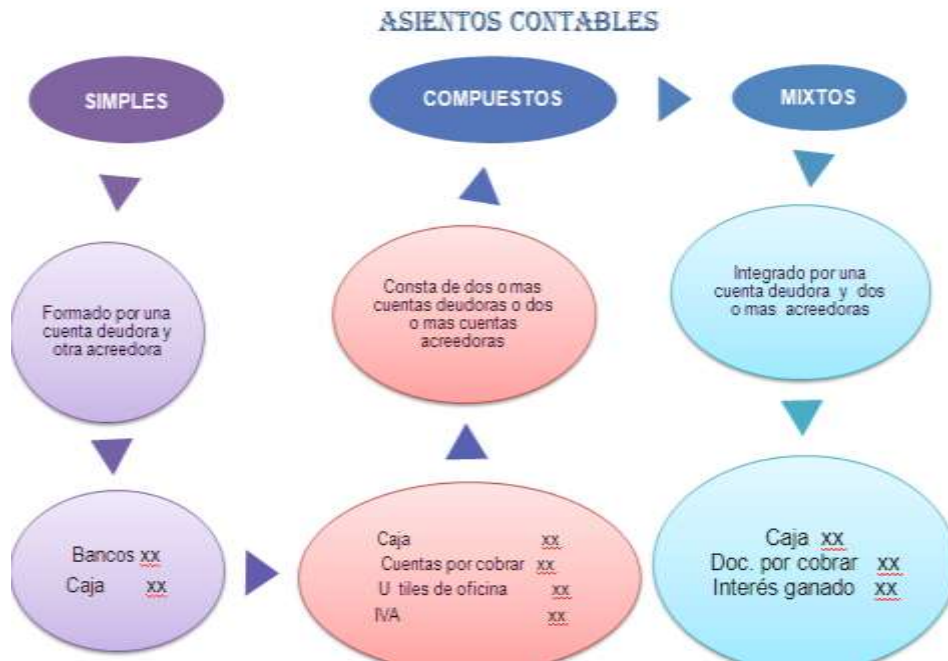 ASIENTOS CONTABLES
SIMPLES
Formado por una
cuenta deudora y
otra acreedora
Bancos xx
Caja xx
COMPUESTOS
Consta de dos o mas
cuentas deudoras o dos
o mas cuentas
acreedoras
Caja xx
Cuentas por cobrar xx
U tiles de oficina xx
IVA xx
MIXTOS
Integrado por una
cuenta deudora y dos
o mas acreedoras
Caja xx
Doc. por cobrar xx
Interés ganado xx